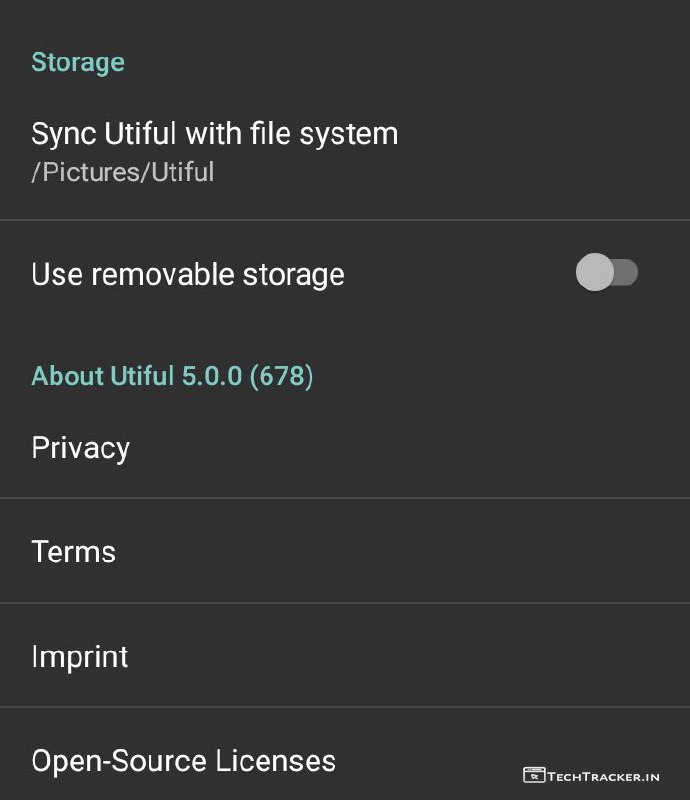 Storage
Sync Utiful with file system
/Pictures/Utiful
Use removable storage
About Utiful 5.0.0 (678)
Privacy
Terms
Imprint
Open-Source Licenses
TechTracker.in